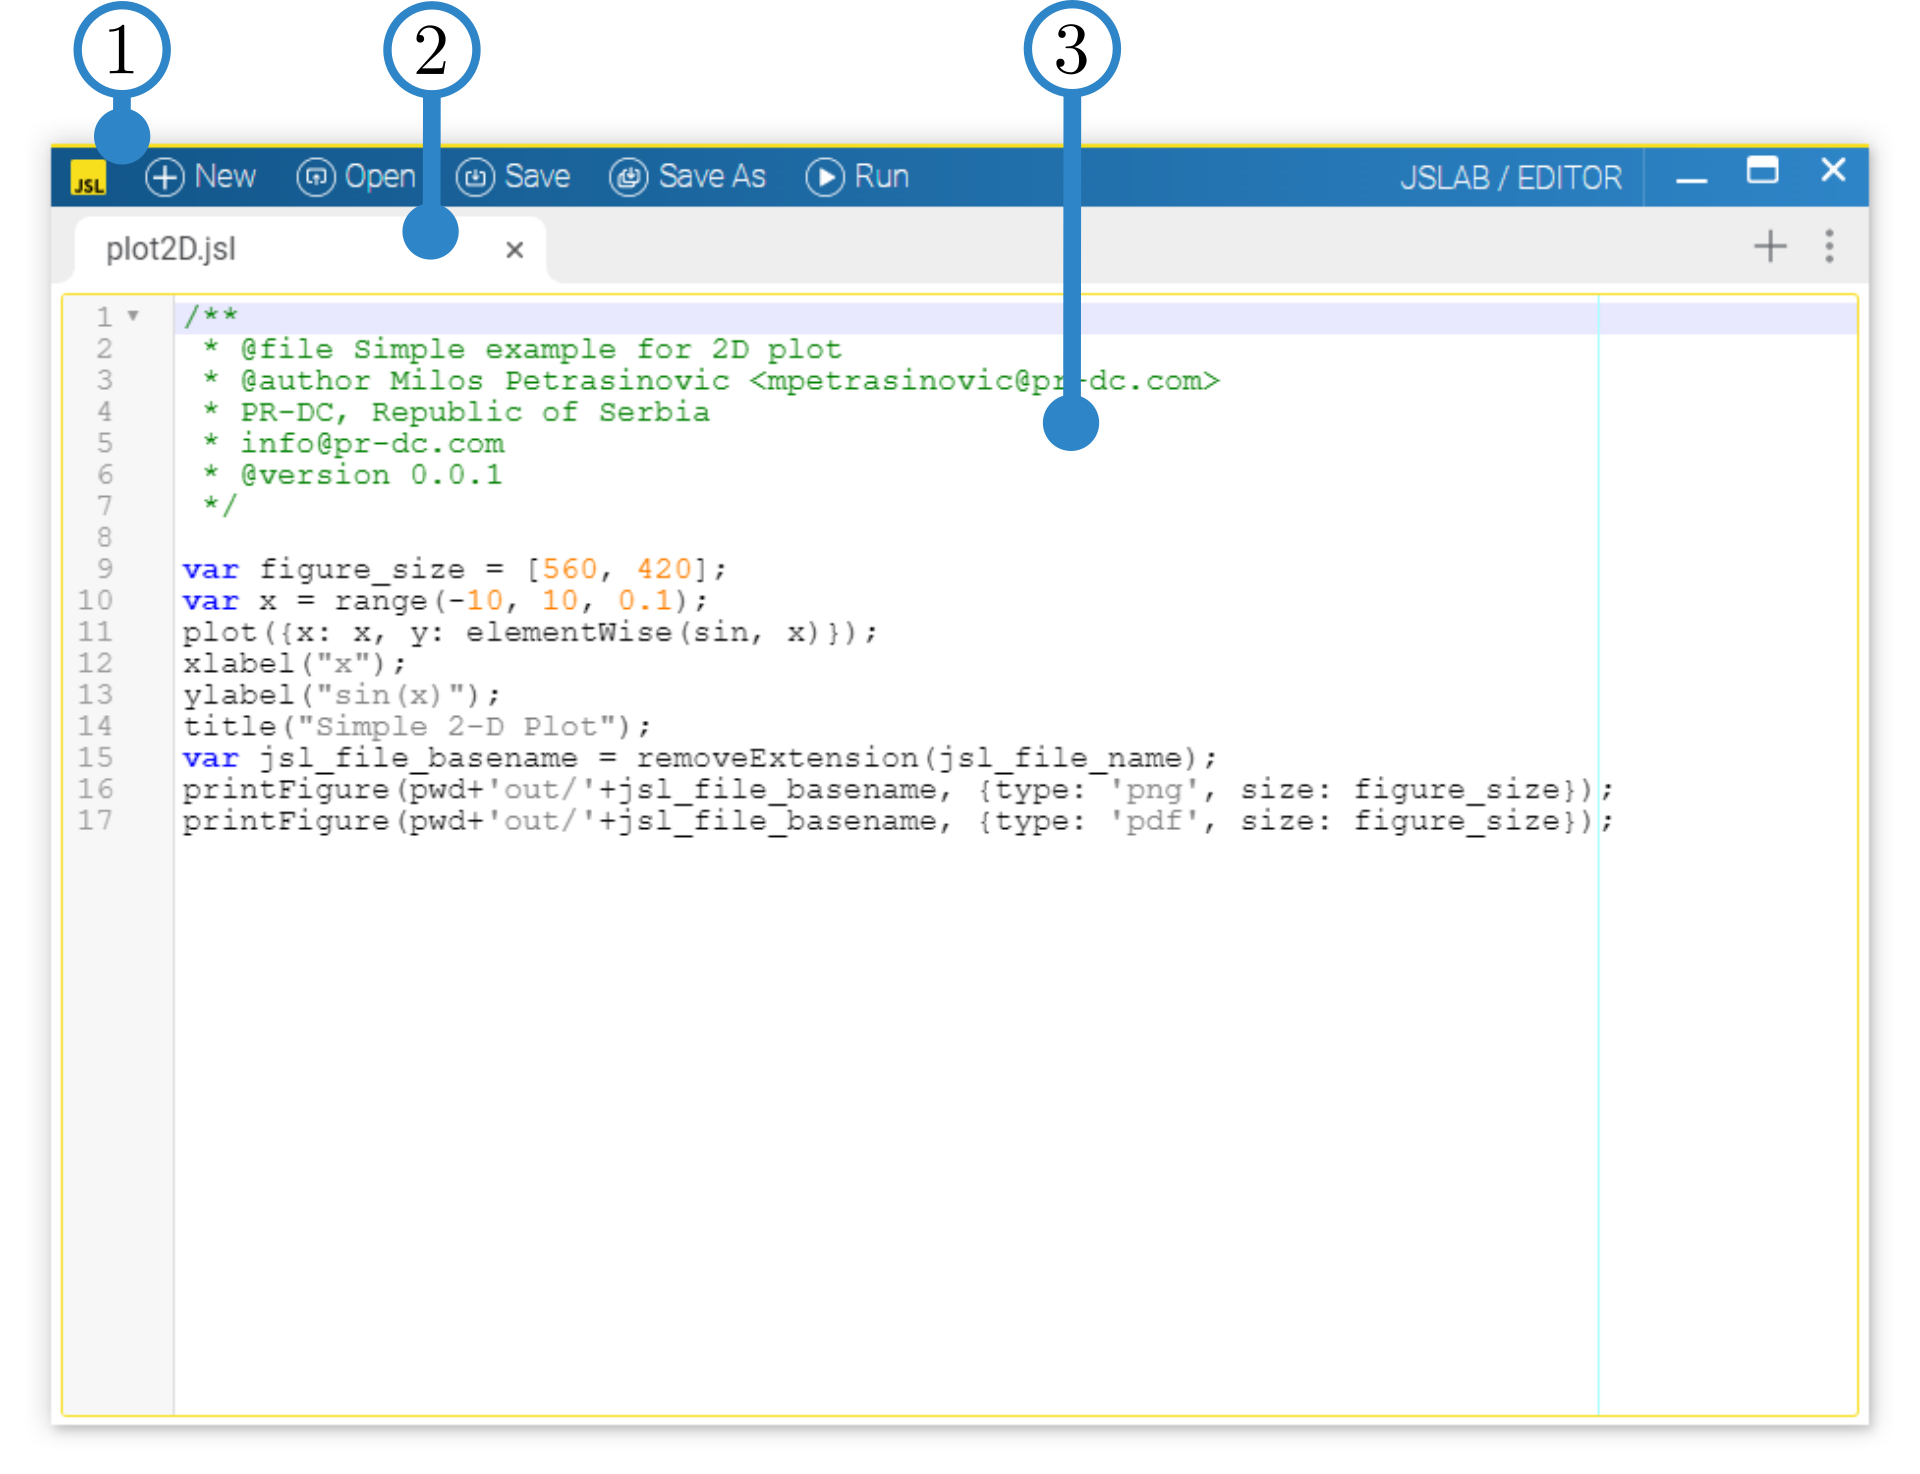 1 2 3
JSL New Open Save Save As Run JSLAB / EDITOR
plot2D.jsl
1 /**
2 * @file Simple example for 2D plot
3 * @author Milos Petrasinovic <mpetrasinovic@pr-dc.com>
4 * PR-DC, Republic of Serbia
5 * info@pr-dc.com
6 * @version 0.0.1
7 */
8
9 var figure_size = [560, 420];
10 var x = range(-10, 10, 0.1);
11 plot({x: x, y: elementWise(sin, x)});
12 xlabel("x");
13 ylabel("sin(x)");
14 title("Simple 2-D Plot");
15 var jsl_file_basename = removeExtension(jsl_file_name);
16 printFigure(pwd+'out/'+jsl_file_basename, {type: 'png', size: figure_size});
17 printFigure(pwd+'out/'+jsl_file_basename, {type: 'pdf', size: figure_size});